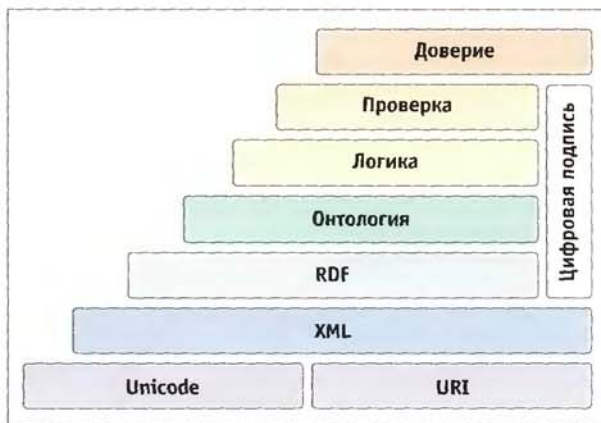 Доверие
Проверка
Логика
Онтология
RDF
Цифровая подпись
XML
Unicode
URI